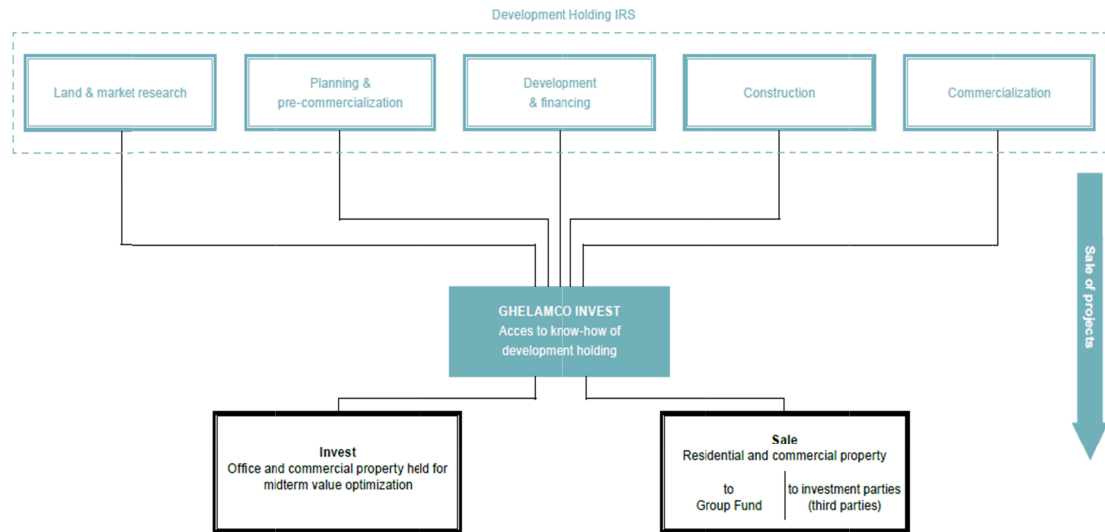 Development Holding IRS
Land & market research
Planning &
pre-commercialization
Development
& financing
Construction
Commercialization
Sale of projects
GHELAMCO INVEST
Acces to know-how of
development holding
Invest
Office and commercial property held for
midterm value optimization
Sale
Residential and commercial property
to
Group Fund
to investment parties
(third parties)